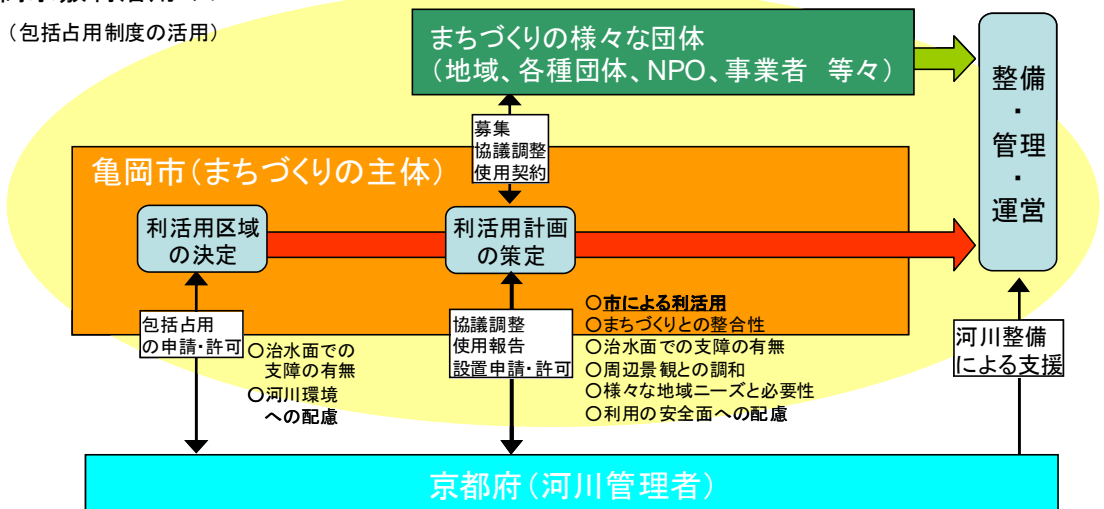 （包括占用制度の活用）
まちづくりの様々な団体
（地域、各種団体、NPO、事業者　等々）
整備
・
管理
・
運営
募集
協議調整
使用契約
亀岡市（まちづくりの主体）
利活用区域
の決定
利活用計画
の策定
包括占用
の申請・許可
○治水面での
支障の有無
○河川環境
への配慮
協議調整
使用報告
設置申請・許可
○市による利活用
○まちづくりとの整合性
○治水面での支障の有無
○周辺景観との調和
○様々な地域ニーズと必要性
○利用の安全面への配慮
河川整備
による支援
京都府（河川管理者）